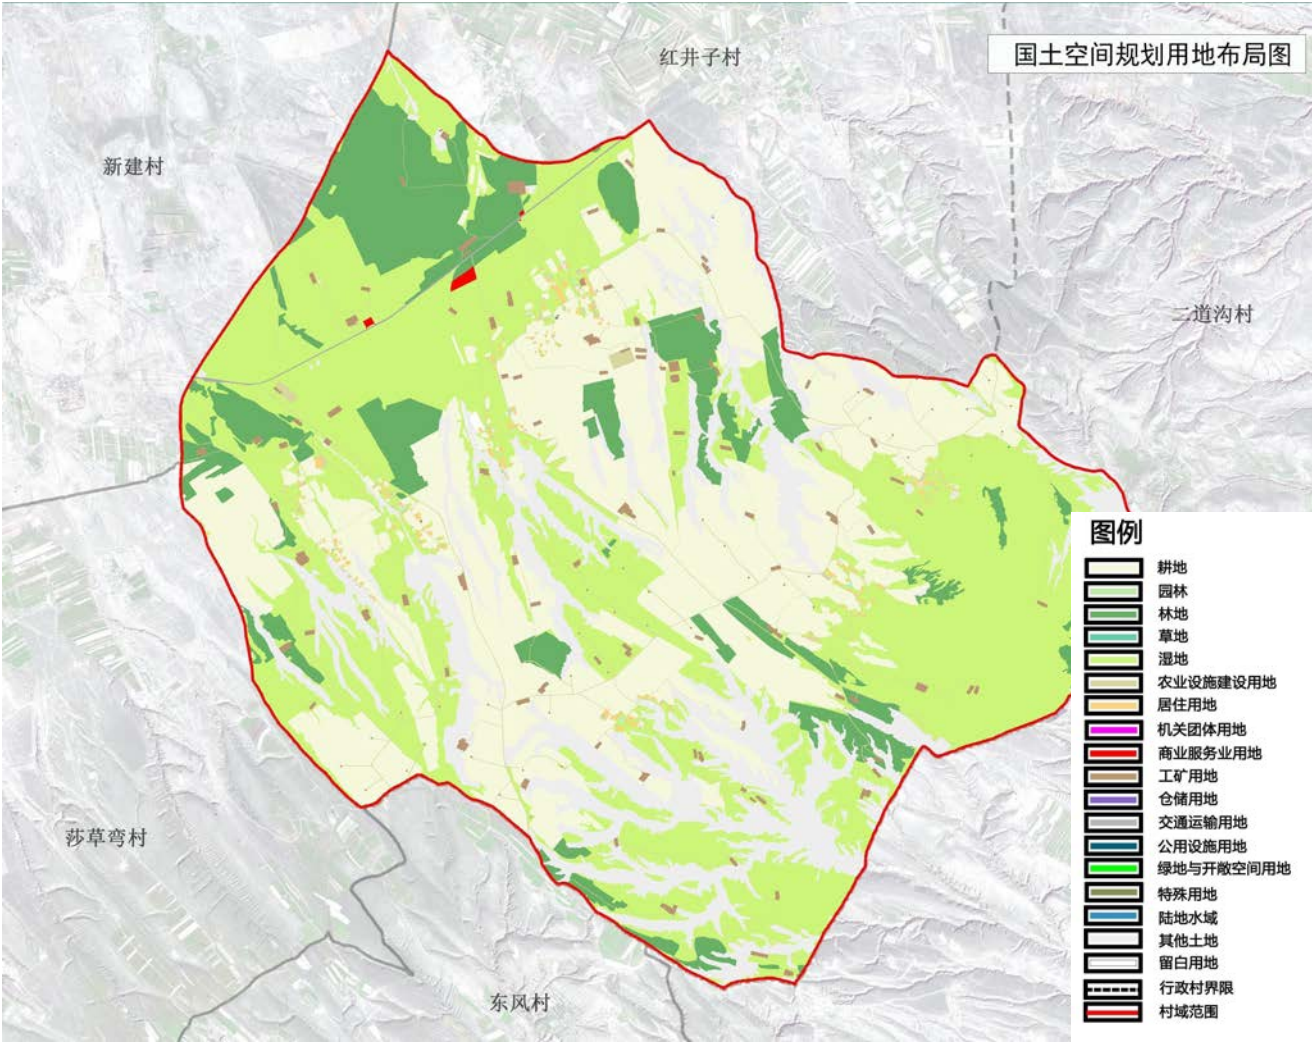 红井子村
国土空间规划用地布局图
新建村
二道沟村
莎草弯村
东风村
图例
耕地
园林
林地
草地
湿地
农业设施建设用地
居住用地
机关团体用地
商业服务业用地
工矿用地
仓储用地
交通运输用地
公用设施用地
绿地与开敞空间用地
特殊用地
陆地水域
其他土地
留白用地
行政村界限
村域范围